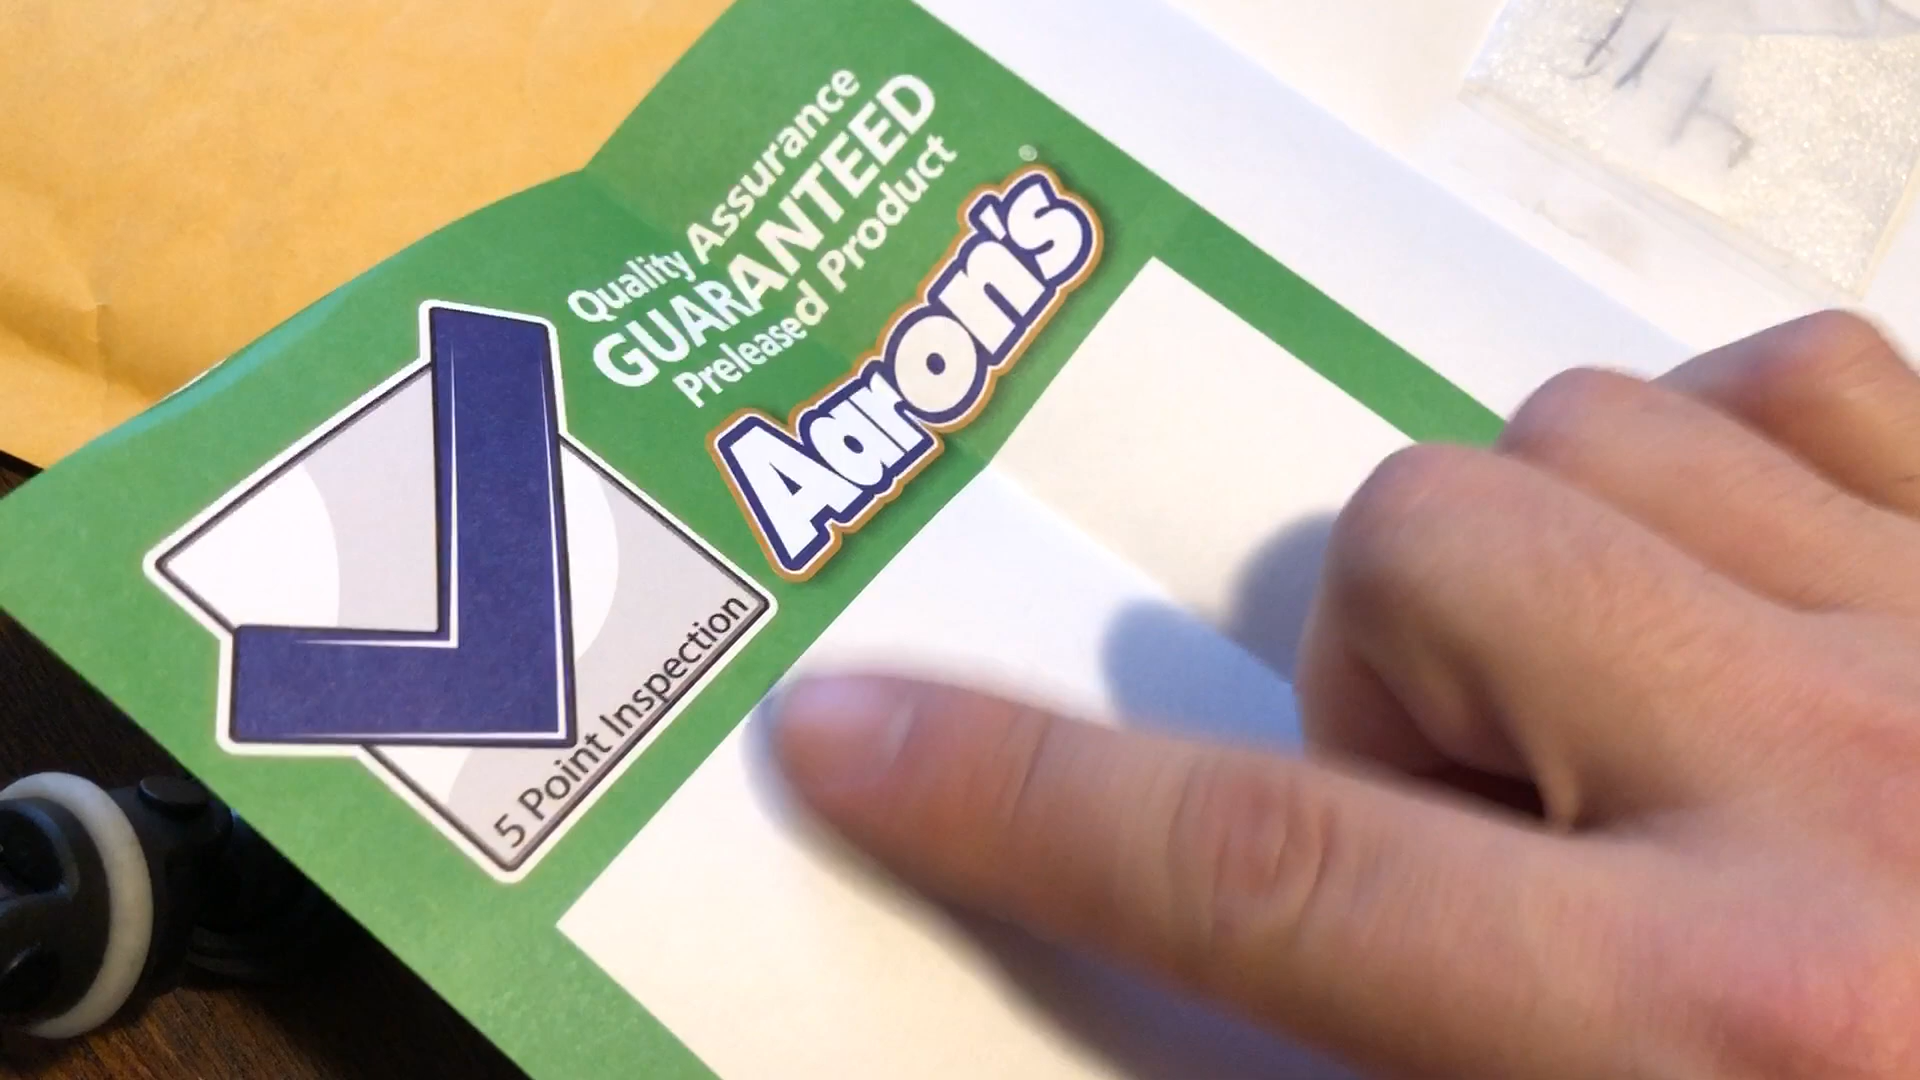 Quality Assurance
GUARANTEED
Preleased Product
Aaron's®
5 Point Inspection